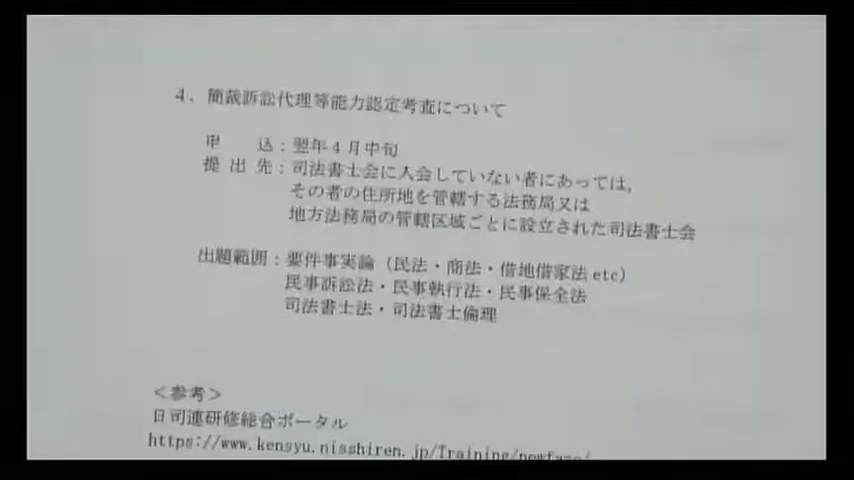 4．簡裁訴訟代理等能力認定考査について
申　　込：翌年4月中旬
提 出 先：司法書士会に入会していない者にあっては，
その者の住所地を管轄する法務局又は
地方法務局の管轄区域ごとに設立された司法書士会
出題範囲：要件事実論（民法・商法・借地借家法etc）
民事訴訟法・民事執行法・民事保全法
司法書士法・司法書士倫理
＜参考＞
日司連研修総合ポータル
https://www.kensyu.nisshiren.jp/Training/